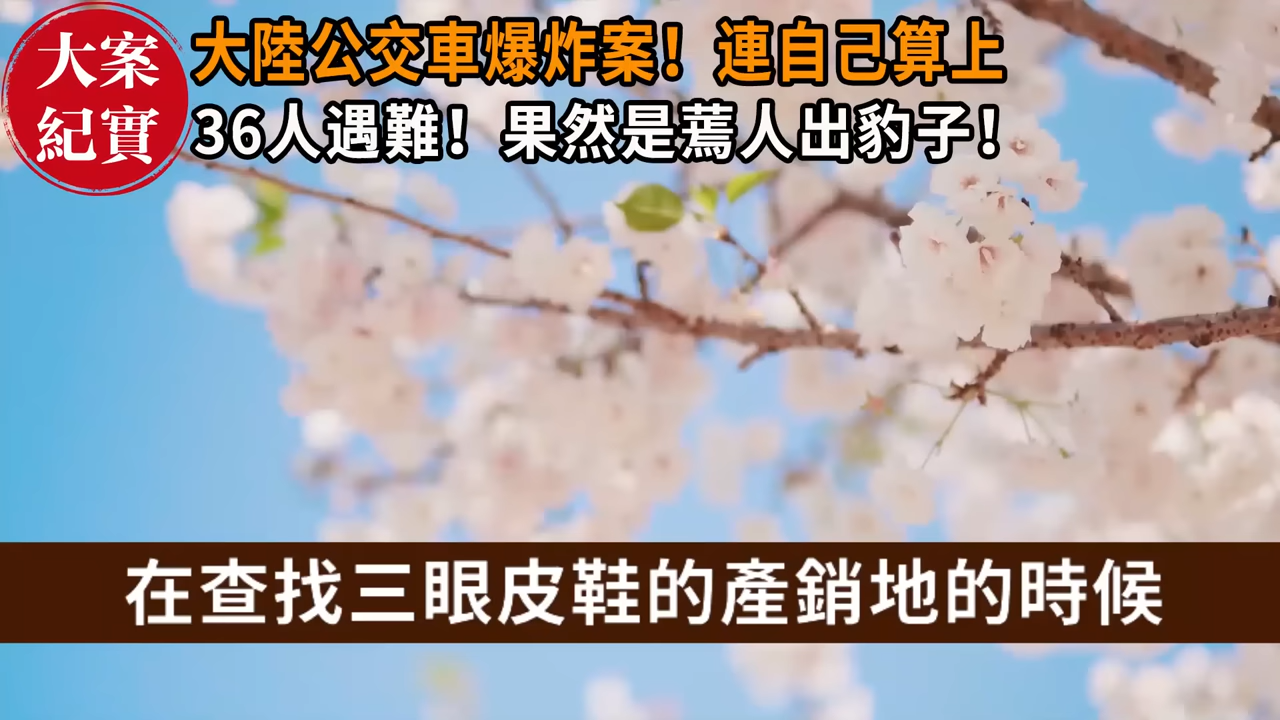 大案
紀實
大陸公交車爆炸案！連自己算上
36人遇難！果然是蔫人出豹子！
在查找三眼皮鞋的產銷地的時候